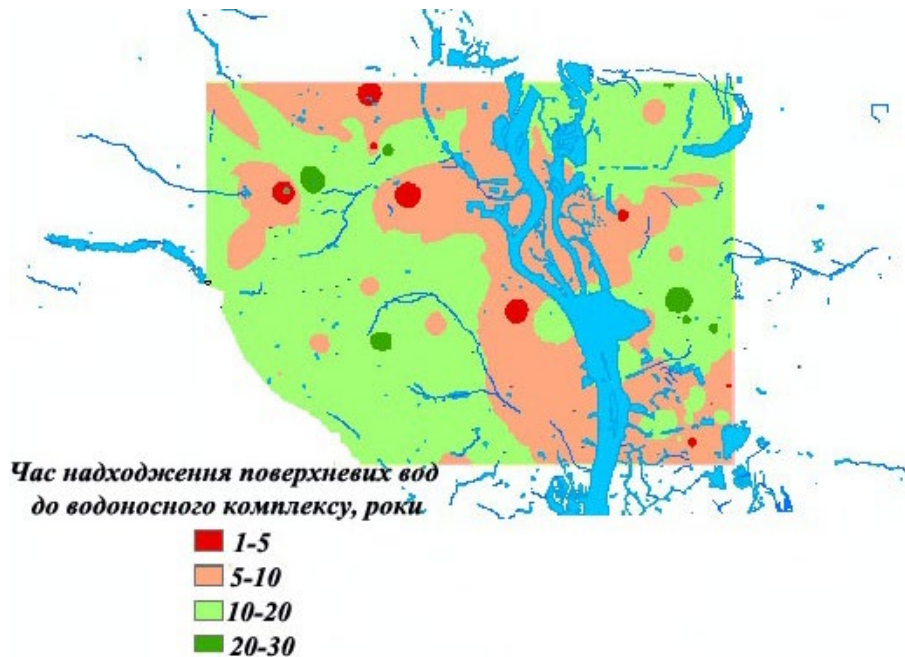 Час надходження поверхневих вод
до водоносного комплексу, роки
1-5
5-10
10-20
20-30